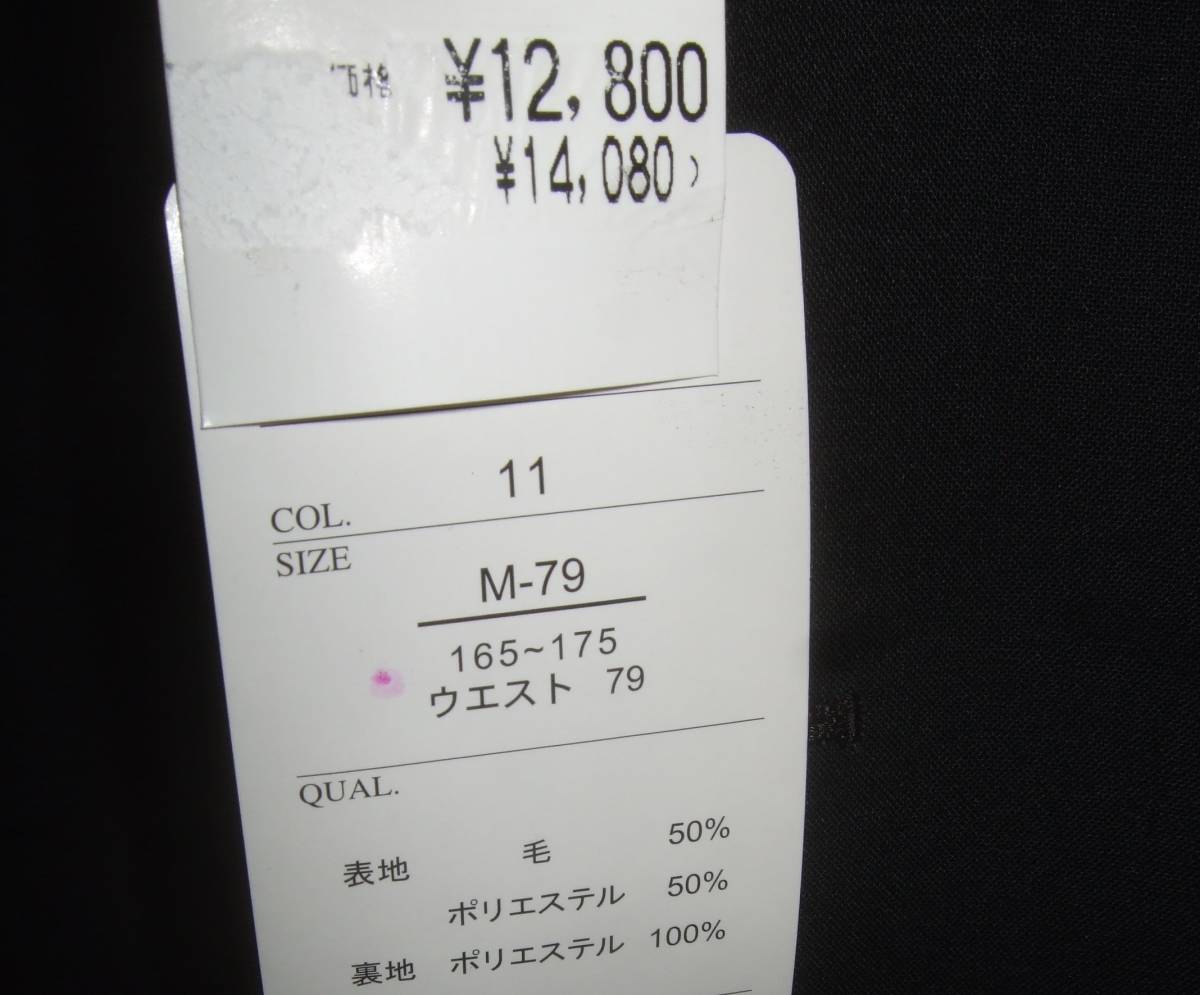 価格 ¥12,800
¥14,080)
COL. 11
SIZE
M-79
165~175
ウエスト 79
QUAL.
表地 毛 50%
ポリエステル 50%
裏地 ポリエステル 100%